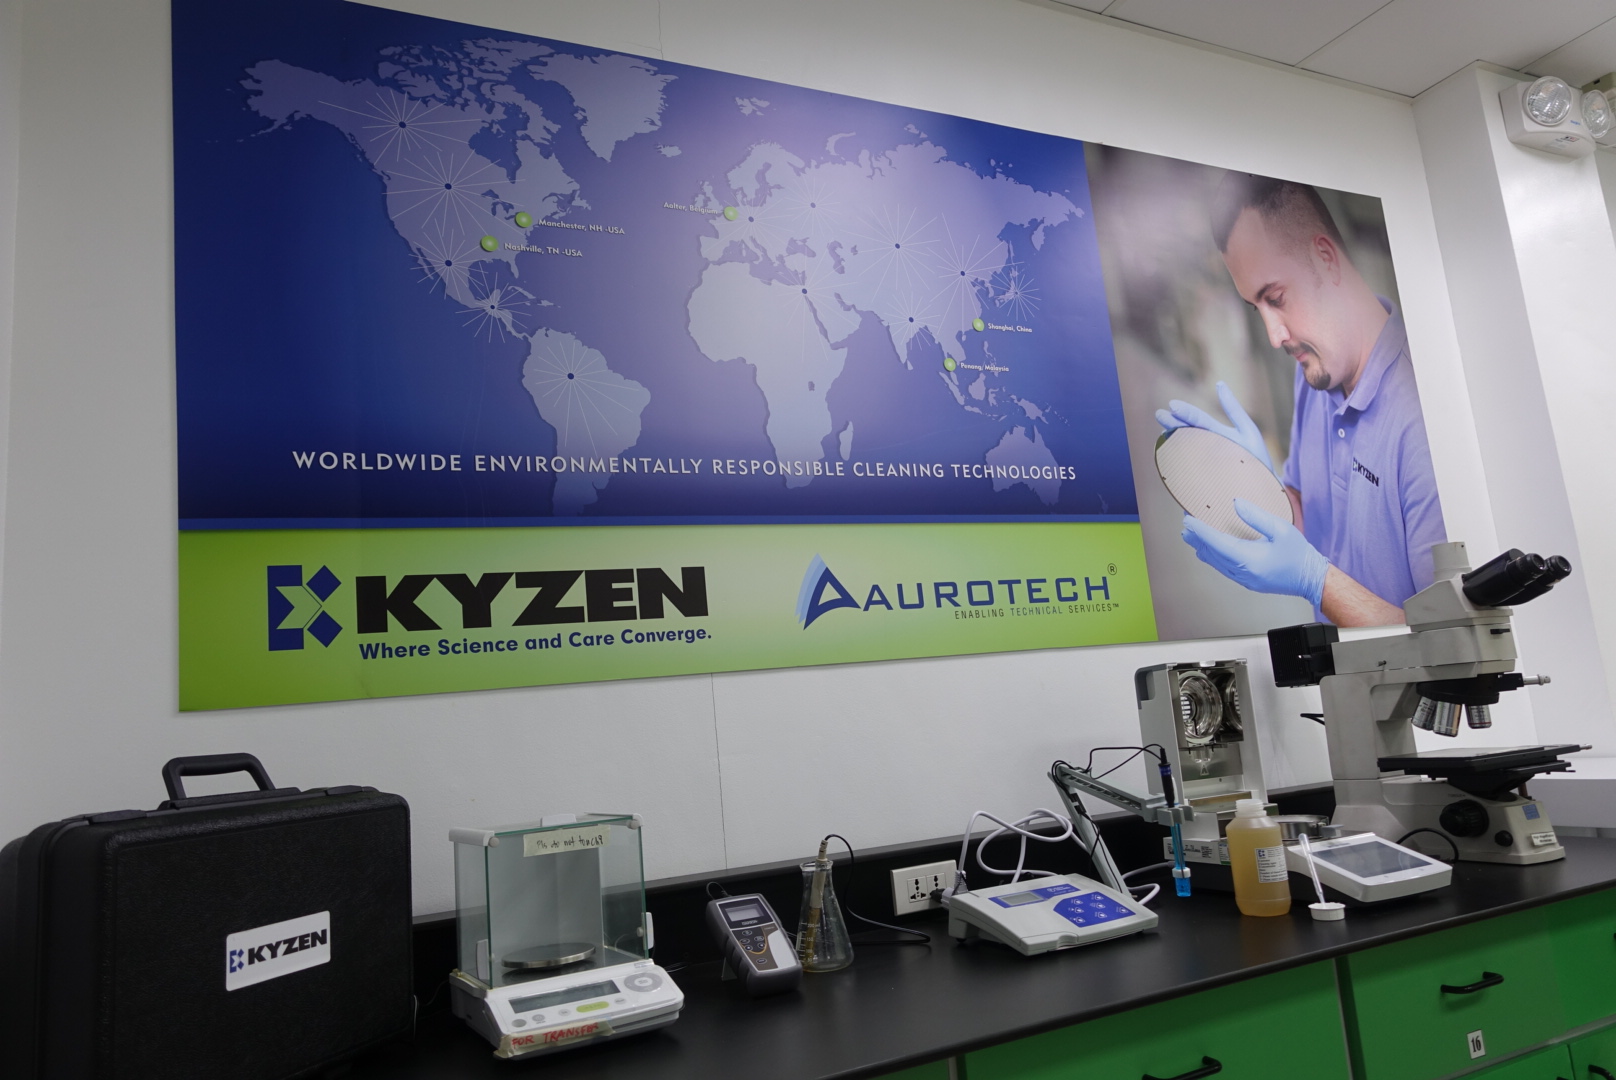 Aalter, Belgium
Manchester, NH -USA
Nashville, TN -USA
Shanghai, China
Penang, Malaysia
WORLDWIDE ENVIRONMENTALLY RESPONSIBLE CLEANING TECHNOLOGIES
KYZEN
Where Science and Care Converge.
AUROTECH®
ENABLING TECHNICAL SERVICES™
KYZEN
KYZEN
Pls do not touch!
FOR TRANSFER
16